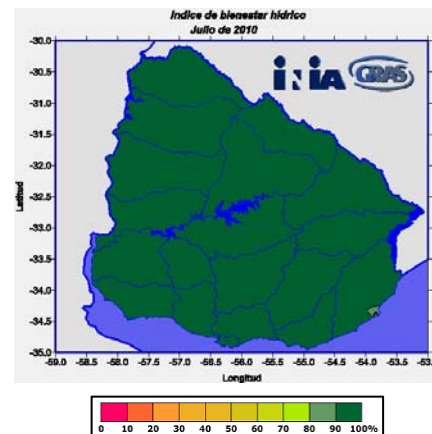 Indice de bienestar hídrico
Julio de 2010
-30.0
iNiA GRAS
-30.5
-31.0
-31.5
-32.0
-32.5
-33.0
-33.5
-34.0
-34.5
-35.0
Latitud
-59.0 -58.5 -58.0 -57.5 -57.0 -56.5 -56.0 -55.5 -55.0 -54.5 -54.0 -53.5 -53.0
Longitud
0 10 20 30 40 50 60 70 80 90 100%